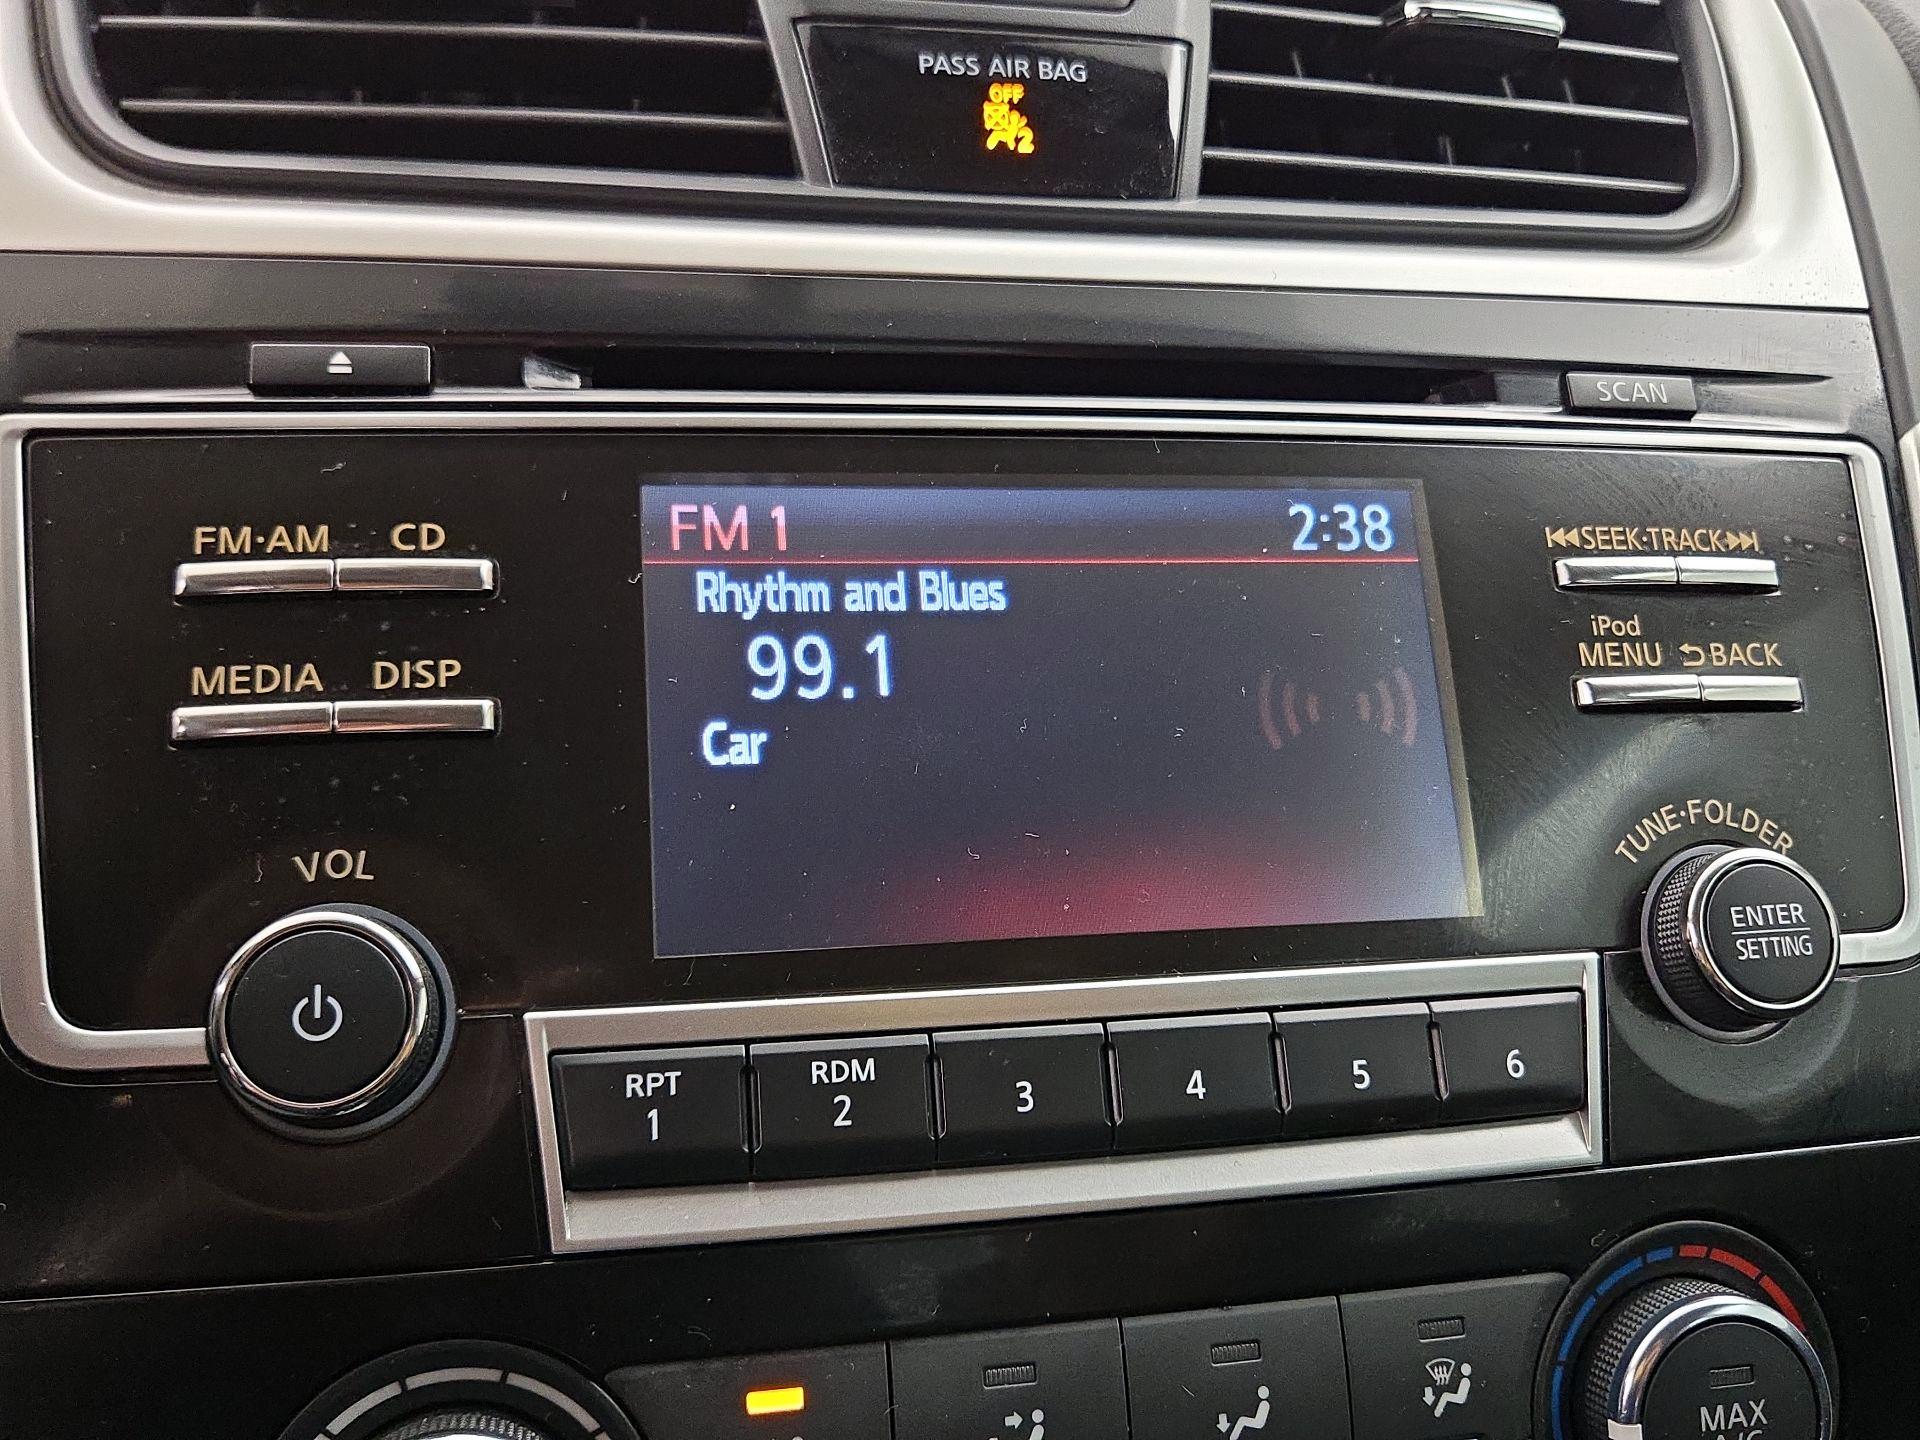 PASS AIR BAG
OFF
2
SCAN
FM·AM CD
FM 1 2:38
SEEK·TRACK
Rhythm and Blues
iPod
MENU BACK
MEDIA DISP
99.1
Car
TUNE·FOLDER
VOL
ENTER
SETTING
RPT
1
RDM
2
3
4
5
6
MAX
A/C